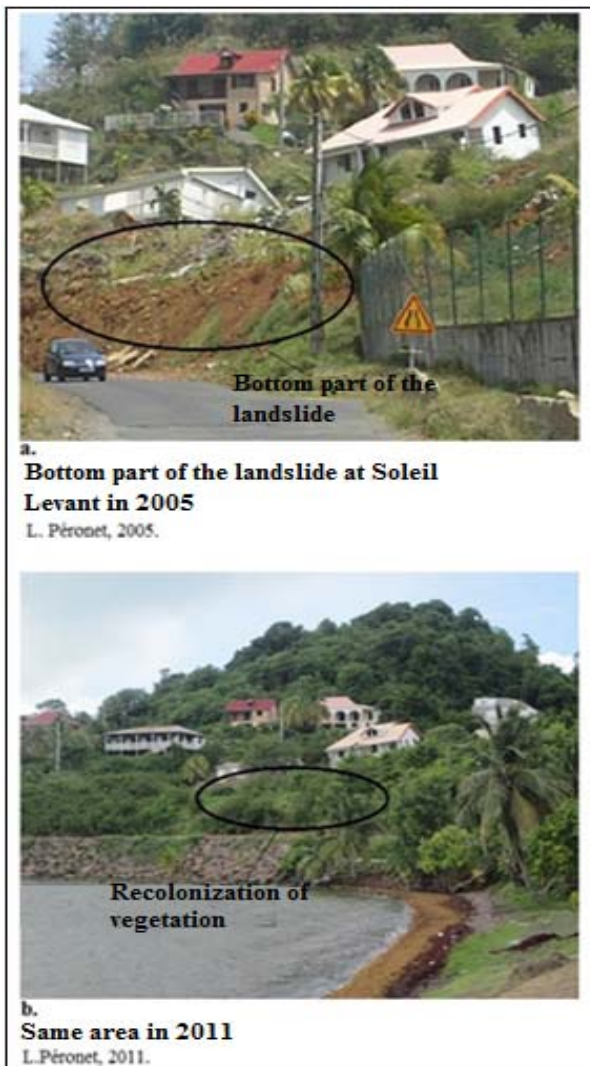 Bottom part of the
landslide
a.
Bottom part of the landslide at Soleil
Levant in 2005
L. Péronet, 2005.
Recolonization of
vegetation
b.
Same area in 2011
L.Péronet, 2011.